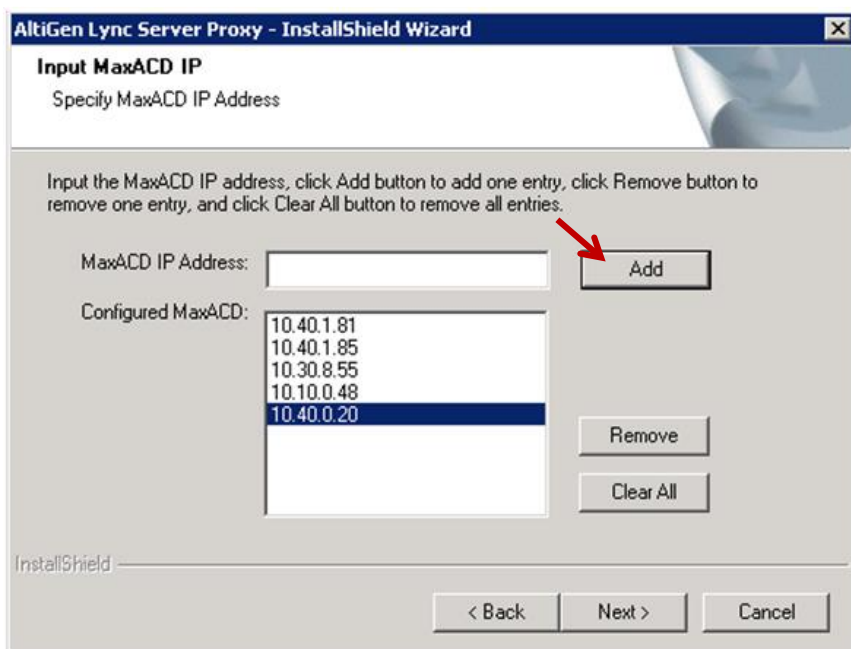 AltiGen Lync Server Proxy - InstallShield Wizard
Input MaxACD IP
Specify MaxACD IP Address
Input the MaxACD IP address, click Add button to add one entry, click Remove button to
remove one entry, and click Clear All button to remove all entries.
MaxACD IP Address:
Add
Configured MaxACD:
10.40.1.81
10.40.1.85
10.30.8.55
10.10.0.48
10.40.0.20
Remove
Clear All
InstallShield
< Back
Next >
Cancel